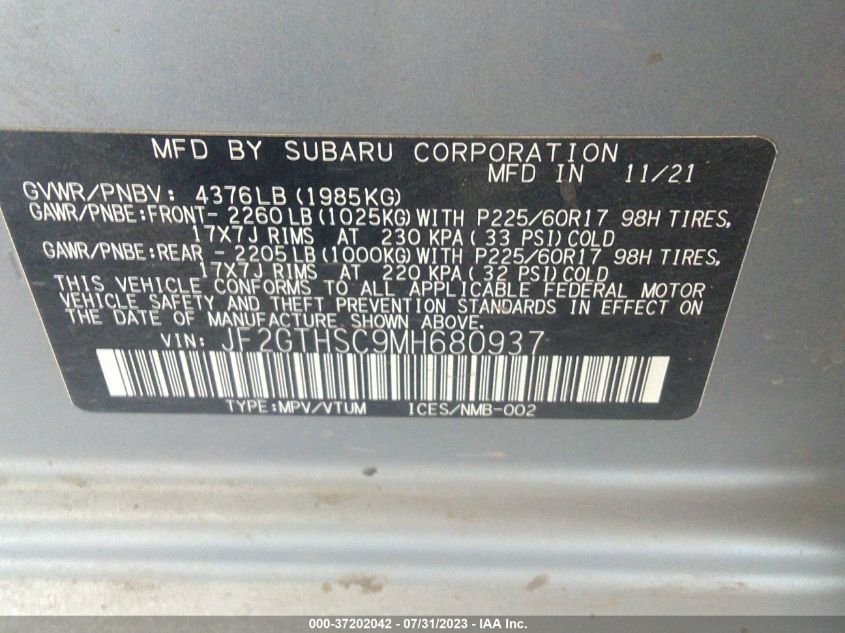 MFD BY SUBARU CORPORATION
MFD IN 11/21
GVWR/PNBV: 4376LB (1985KG)
GAWR/PNBE:FRONT- 2260LB(1025KG)WITH P225/60R17 98H TIRES,
17X7J RIMS AT 230 KPA( 33 PSI)COLD
GAWR/PNBE:REAR - 2205LB(1000KG)WITH P225/60R17 98H TIRES,
17X7J RIMS AT 220 KPA( 32 PSI)COLD
THIS VEHICLE CONFORMS TO ALL APPLICABLE FEDERAL MOTOR
VEHICLE SAFETY AND THEFT PREVENTION STANDARDS IN EFFECT ON
THE DATE OF MANUFACTURE SHOWN ABOVE.
VIN: JF2GTHSC9MH680937
TYPE:MPV/VTUM ICES/NMB-002
000-37202042 - 07/31/2023 - IAA Inc.